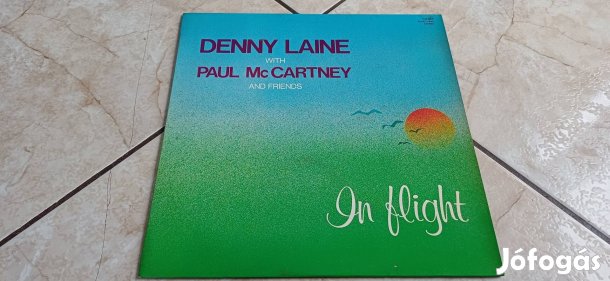 DENNY LAINE
WITH
PAUL McCARTNEY
AND FRIENDS
In flight
Jófogás